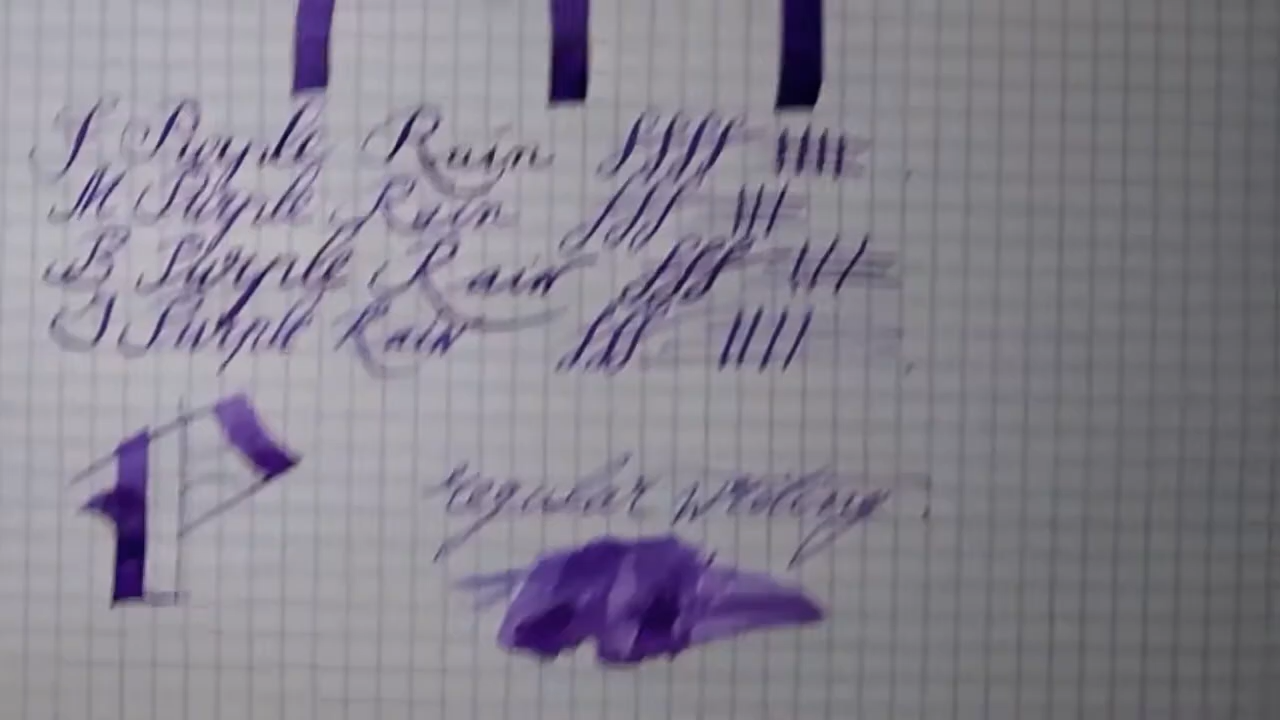 F Purple Rain
M Purple Rain
B Purple Rain
Purple Rain
P
regular writing